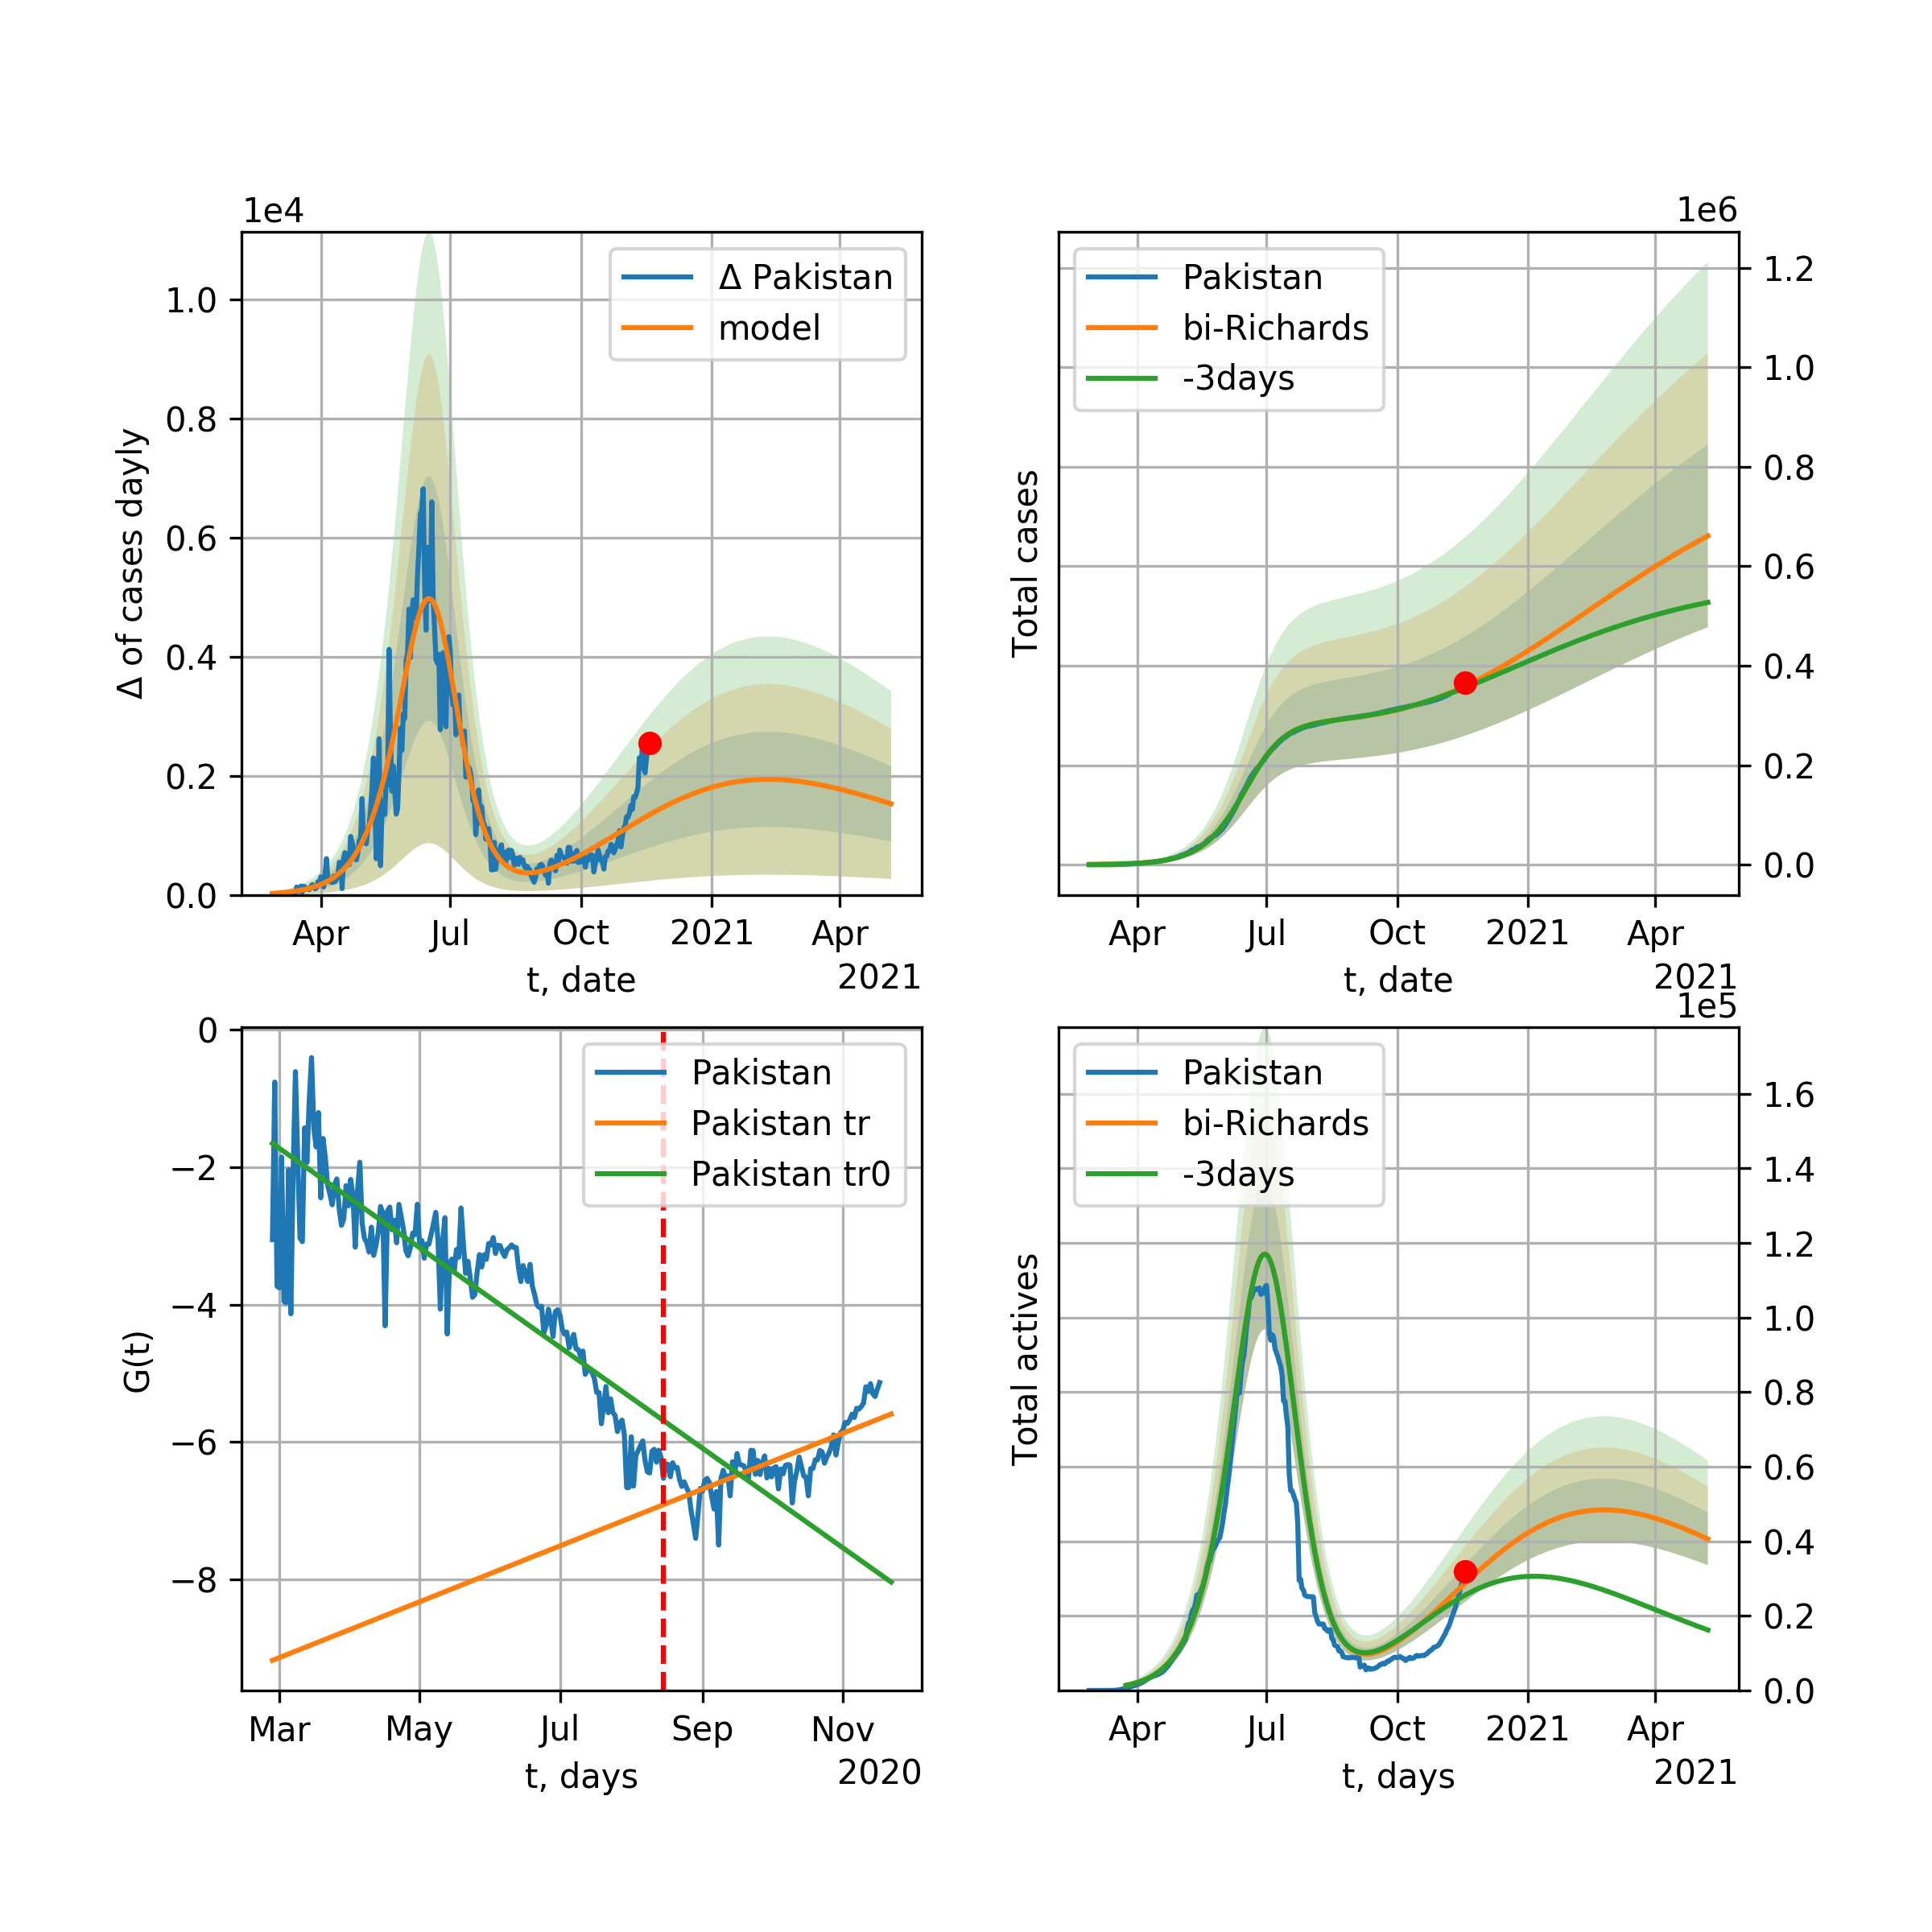 1e4
Δ of cases dayly
1.0
0.8
0.6
0.4
0.2
0.0
Δ Pakistan
model
Apr
Jul
Oct
2021
Apr
t, date
2021
1e6
Total cases
Pakistan
bi-Richards
-3days
1.2
1.0
0.8
0.6
0.4
0.2
0.0
Apr
Jul
Oct
2021
Apr
t, date
2021
G(t)
0
−2
−4
−6
−8
Pakistan
Pakistan tr
Pakistan tr0
Mar
May
Jul
Sep
Nov
t, days
2020
1e5
Total actives
Pakistan
bi-Richards
-3days
1.6
1.4
1.2
1.0
0.8
0.6
0.4
0.2
0.0
Apr
Jul
Oct
2021
Apr
t, days
2021